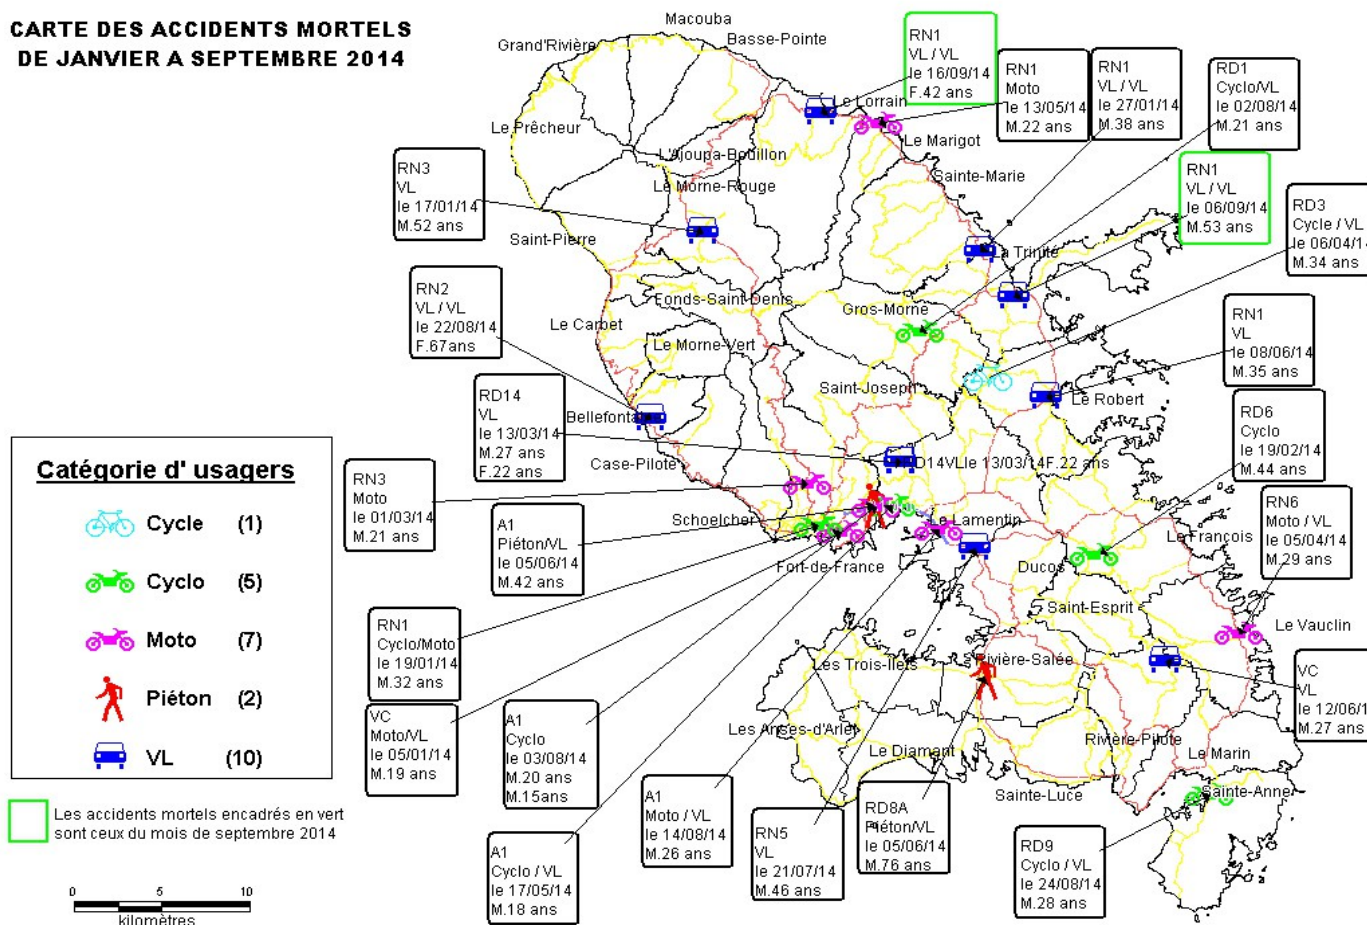 CARTE DES ACCIDENTS MORTELS
DE JANVIER A SEPTEMBRE 2014
Macouba
Basse-Pointe
Grand'Rivière
Le Prêcheur
Le Lorrain
L'Ajoupa-Bouillon
Le Marigot
Le Morne-Rouge
Sainte-Marie
Saint-Pierre
La Trinité
Fonds-Saint-Denis
Gros-Morne
Le Carbet
Le Morne-Vert
Saint-Joseph
Le Robert
Bellefonta
Case-Pilote
Schoelcher
Le Lamentin
Fort-de-France
Le François
Ducos
Saint-Esprit
Le Vauclin
Les Trois-Ilets
Rivière-Salée
Les Anses-d'Arlet
Le Diamant
Rivière-Pilote
Le Marin
Sainte-Luce
Sainte-Anne
RD14VLle 13/03/14F.22 ans
RN1
VL / VL
le 16/09/14
F.42 ans
RN1
Moto
le 13/05/14
M.22 ans
RN1
VL / VL
le 27/01/14
M.38 ans
RD1
Cyclo/VL
le 02/08/14
M.21 ans
RN3
VL
le 17/01/14
M.52 ans
RN1
VL / VL
le 06/09/14
M.53 ans
RD3
Cycle / VL
le 06/04/14
M.34 ans
RN2
VL / VL
le 22/08/14
F.67ans
RN1
VL
le 08/06/14
M.35 ans
RD14
VL
le 13/03/14
M.27 ans
F.22 ans
RD6
Cyclo
le 19/02/14
M.44 ans
RN3
Moto
le 01/03/14
M.21 ans
A1
Piéton/VL
le 05/06/14
M.42 ans
RN6
Moto / VL
le 05/04/14
M.29 ans
RN1
Cyclo/Moto
le 19/01/14
M.32 ans
VC
Moto/VL
le 05/01/14
M.19 ans
A1
Cyclo
le 03/08/14
M.20 ans
M.15ans
VC
VL
le 12/06/1
M.27 ans
A1
Moto / VL
le 14/08/14
M.26 ans
RN5
VL
le 21/07/14
M.46 ans
RD8A
Piéton/VL
le 05/06/14
M.76 ans
A1
Cyclo / VL
le 17/05/14
M.18 ans
RD9
Cyclo / VL
le 24/08/14
M.28 ans
Catégorie d' usagers
Cycle (1)
Cyclo (5)
Moto (7)
Piéton (2)
VL (10)
Les accidents mortels encadrés en vert
sont ceux du mois de septembre 2014
0 5 10
kilomètres